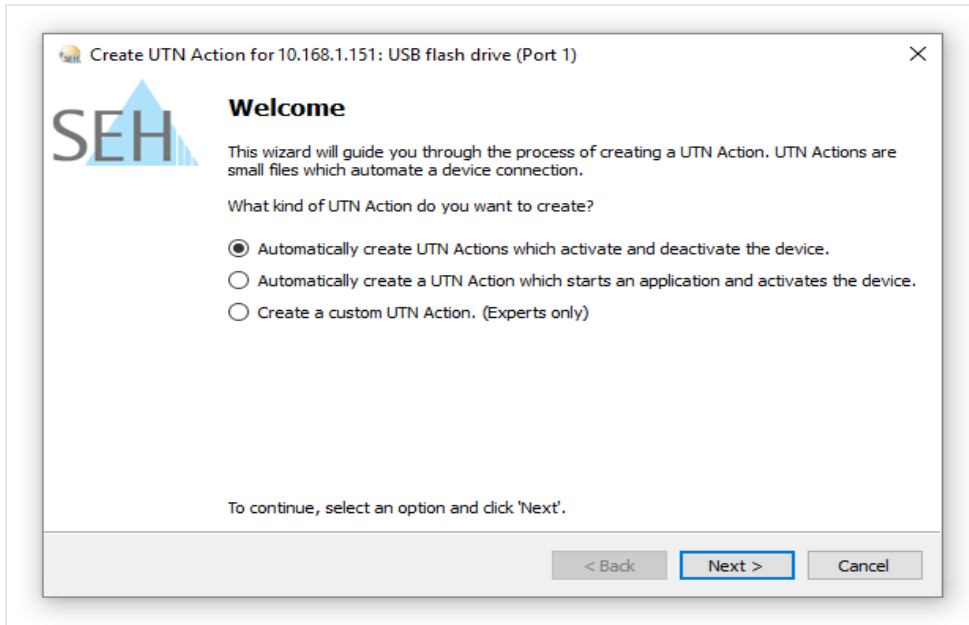 Create UTN Action for 10.168.1.151: USB flash drive (Port 1)
SEH
Welcome
This wizard will guide you through the process of creating a UTN Action. UTN Actions are
small files which automate a device connection.
What kind of UTN Action do you want to create?
Automatically create UTN Actions which activate and deactivate the device.
Automatically create a UTN Action which starts an application and activates the device.
Create a custom UTN Action. (Experts only)
To continue, select an option and click 'Next'.
< Back
Next >
Cancel